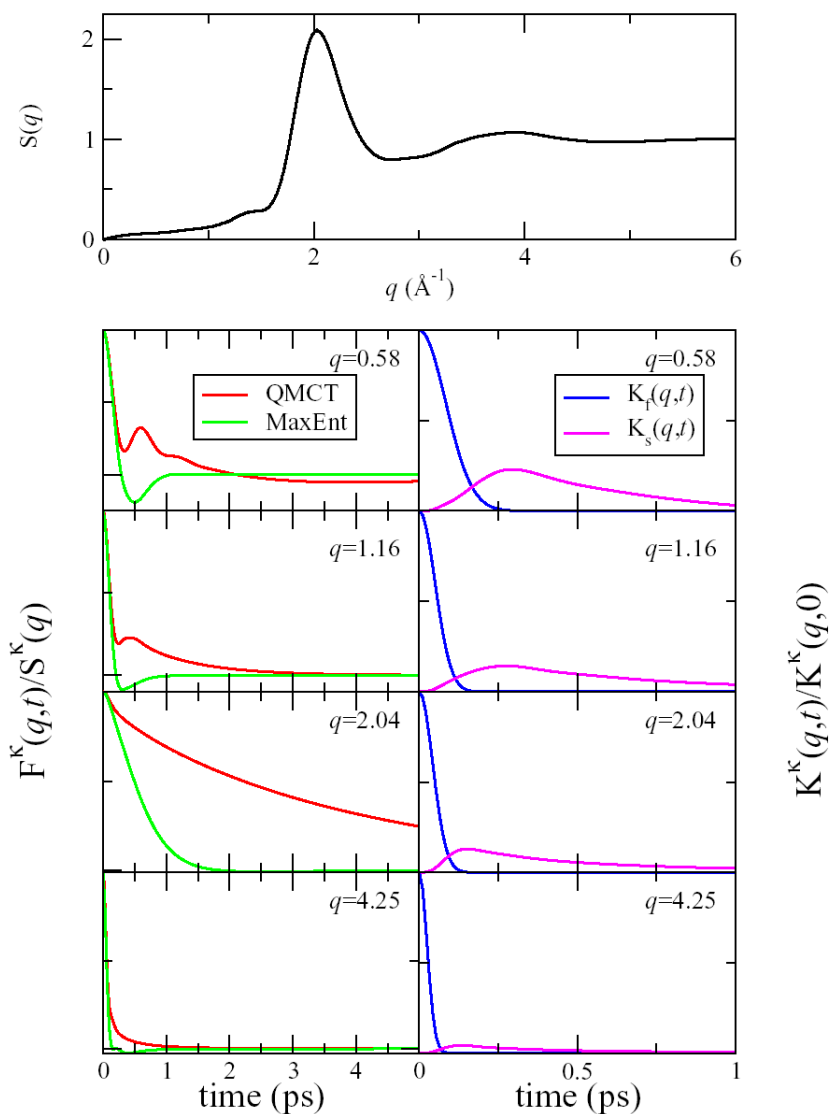 2
1
0
S(q)
0
2
4
6
q (Å⁻¹)
q=0.58
QMCT
MaxEnt
q=0.58
K_f(q,t)
K_s(q,t)
q=1.16
q=1.16
q=2.04
q=2.04
q=4.25
q=4.25
F^κ(q,t)/S^κ(q)
K^κ(q,t)/K^κ(q,0)
0
1
2
3
4
time (ps)
0
0.5
1
time (ps)